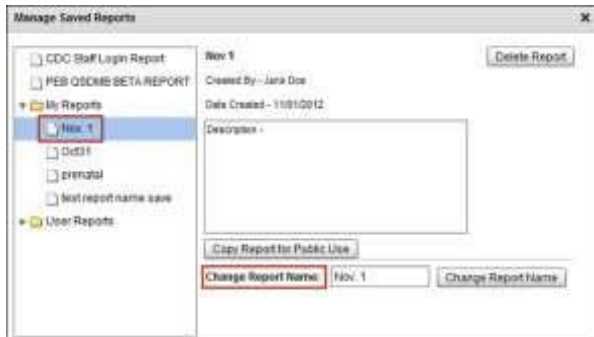 Manage Saved Reports x
CDC Staff Login Report
PEB QSDMB BETA REPORT
My Reports
Nov. 1
Oct31
prenatal
test report name save
User Reports
Nov 1
Delete Report
Created By - Jana Doe
Date Created - 11/01/2012
Description -
Copy Report for Public Use
Change Report Name: Nov. 1 Change Report Name